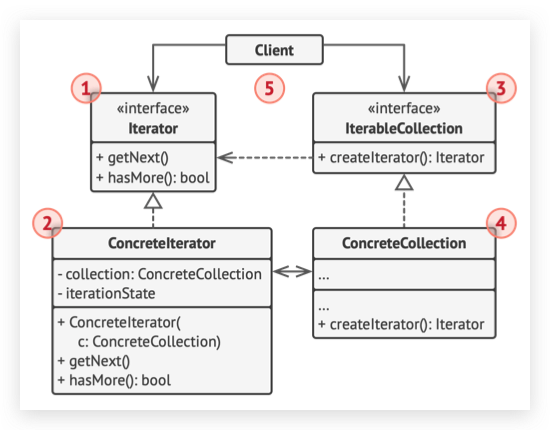 Client
1
5
3
«interface»
Iterator
+ getNext()
+ hasMore(): bool
«interface»
IterableCollection
+ createIterator(): Iterator
2
ConcreteIterator
- collection: ConcreteCollection
- iterationState
+ ConcreteIterator(
c: ConcreteCollection)
+ getNext()
+ hasMore(): bool
4
ConcreteCollection
...
...
+ createIterator(): Iterator